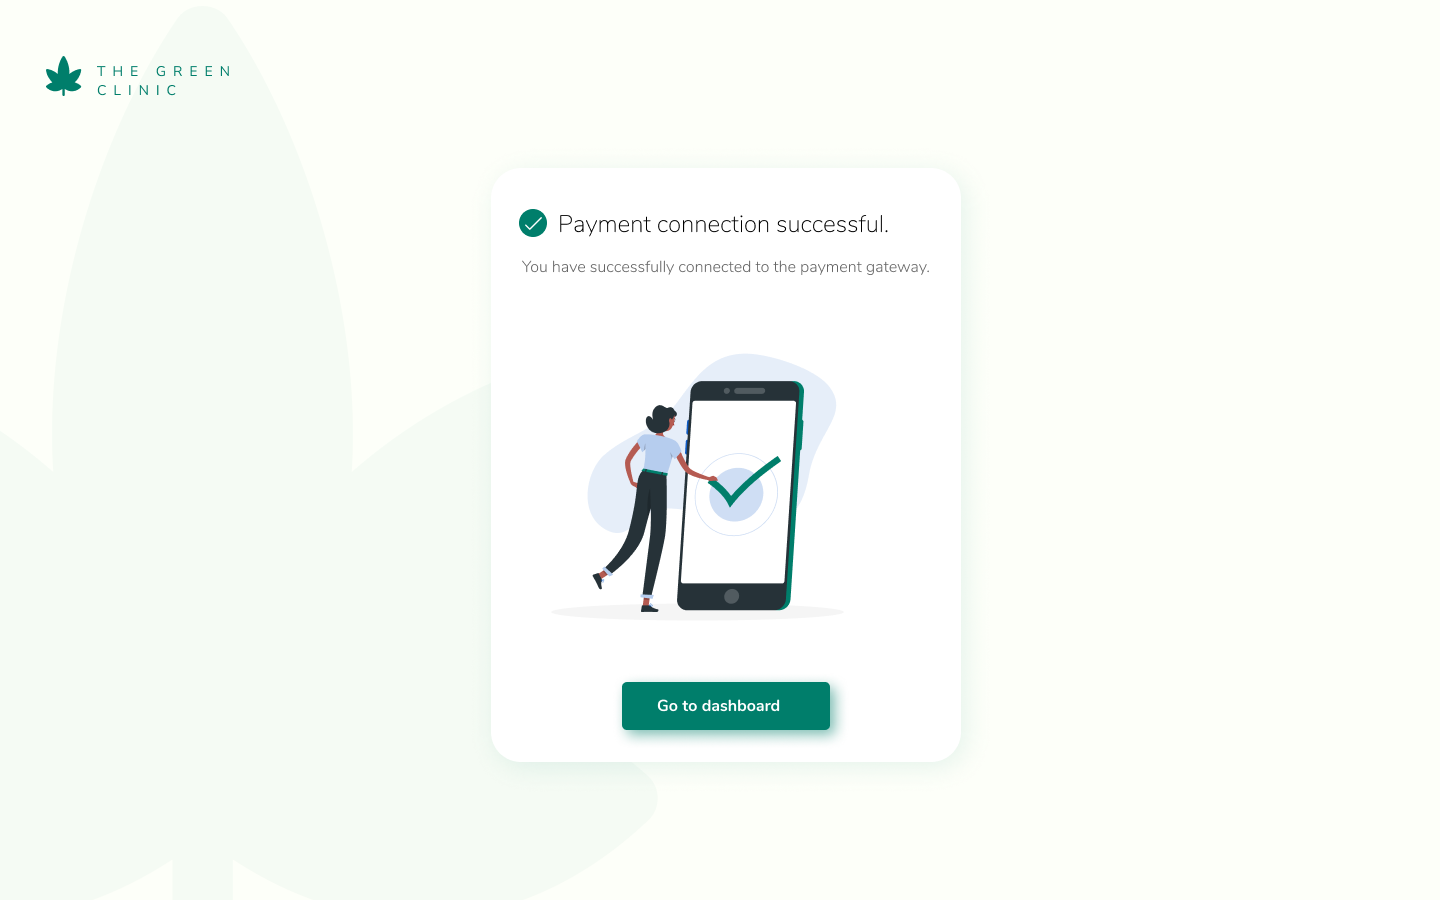 THE GREEN
CLINIC
Payment connection successful.
You have successfully connected to the payment gateway.
Go to dashboard